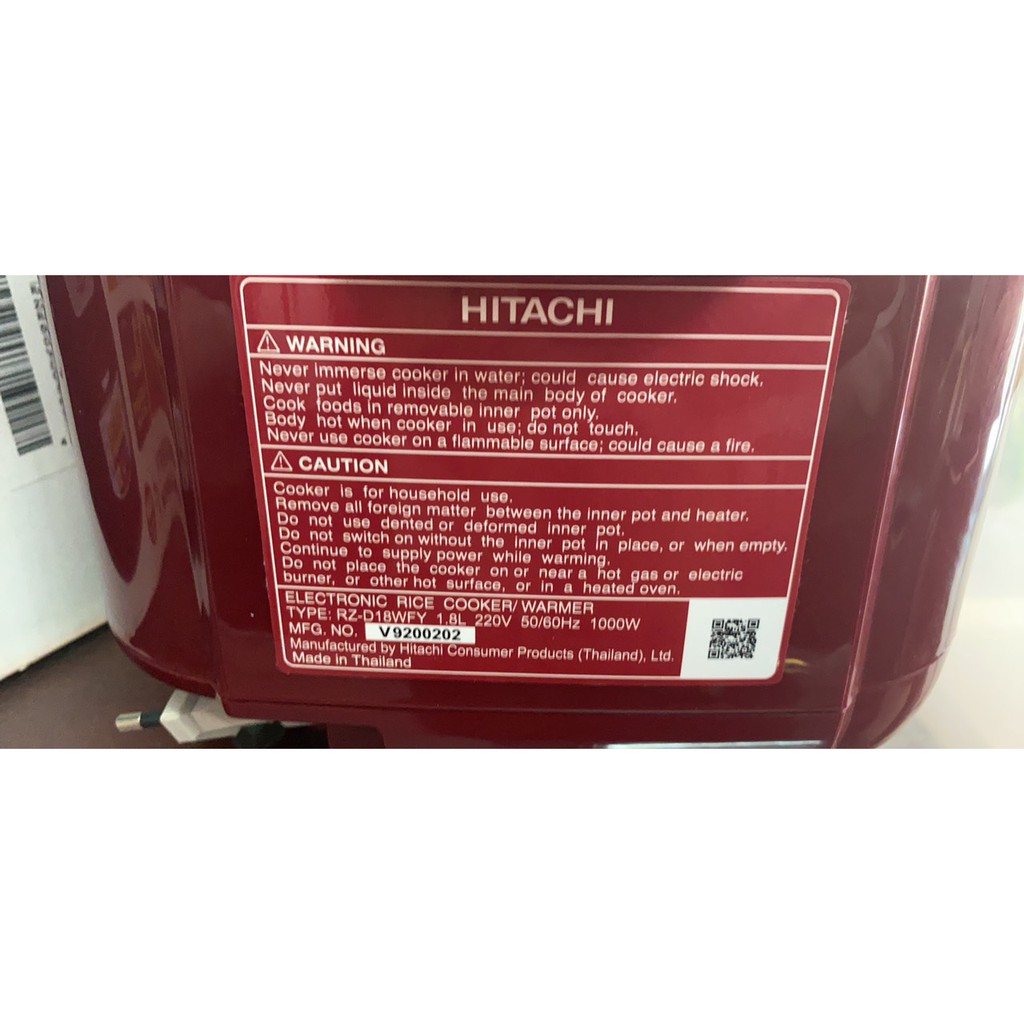 HITACHI
WARNING
Never immerse cooker in water; could cause electric shock.
Never put liquid inside the main body of cooker.
Cook foods in removable inner pot only.
Body hot when cooker in use; do not touch.
Never use cooker on a flammable surface; could cause a fire.
CAUTION
Cooker is for household use.
Remove all foreign matter between the inner pot and heater.
Do not use dented or deformed inner pot.
Do not switch on without the inner pot in place, or when empty.
Continue to supply power while warming.
Do not place the cooker on or near a hot gas or electric
burner, or other hot surface, or in a heated oven.
ELECTRONIC RICE COOKER/WARMER
TYPE: RZ-D18WFY 1.8L 220V 50/60Hz 1000W
MFG. NO. V9200202
Manufactured by Hitachi Consumer Products (Thailand), Ltd.
Made in Thailand